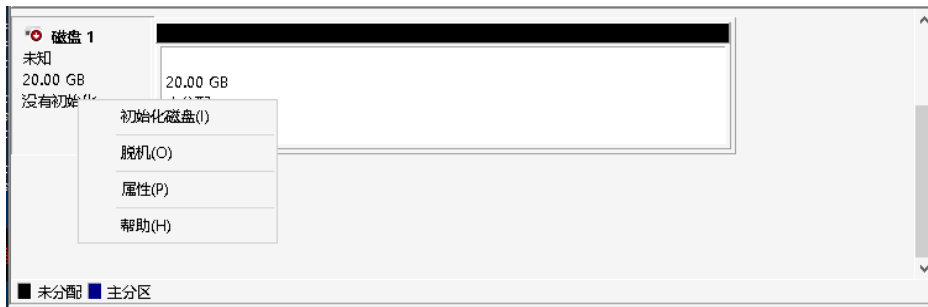 磁盘 1
未知
20.00 GB
没有初始化
20.00 GB
初始化磁盘(I)
脱机(O)
属性(P)
帮助(H)
未分配 主分区